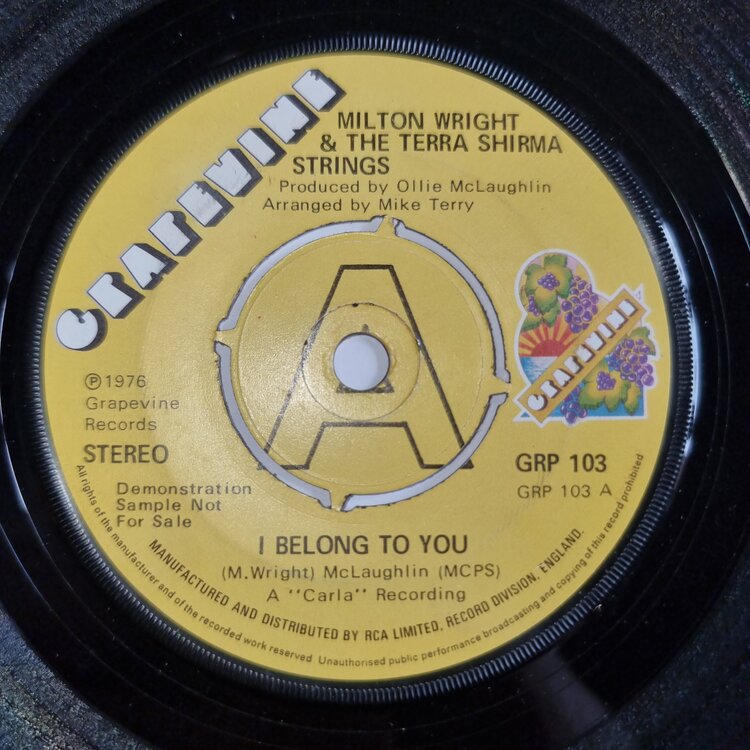 GRAPEVINE
MILTON WRIGHT
& THE TERRA SHIRMA
STRINGS
Produced by Ollie McLaughlin
Arranged by Mike Terry
A
GRAPEVINE
℗ 1976
Grapevine
Records
STEREO
GRP 103
GRP 103 A
Demonstration
Sample Not
For Sale
I BELONG TO YOU
(M.Wright) McLaughlin (MCPS)
A "Carla" Recording
MANUFACTURED AND DISTRIBUTED BY RCA LIMITED, RECORD DIVISION, ENGLAND.
All rights of the manufacturer and of the recorded work reserved Unauthorised public performance broadcasting and copying of this record prohibited